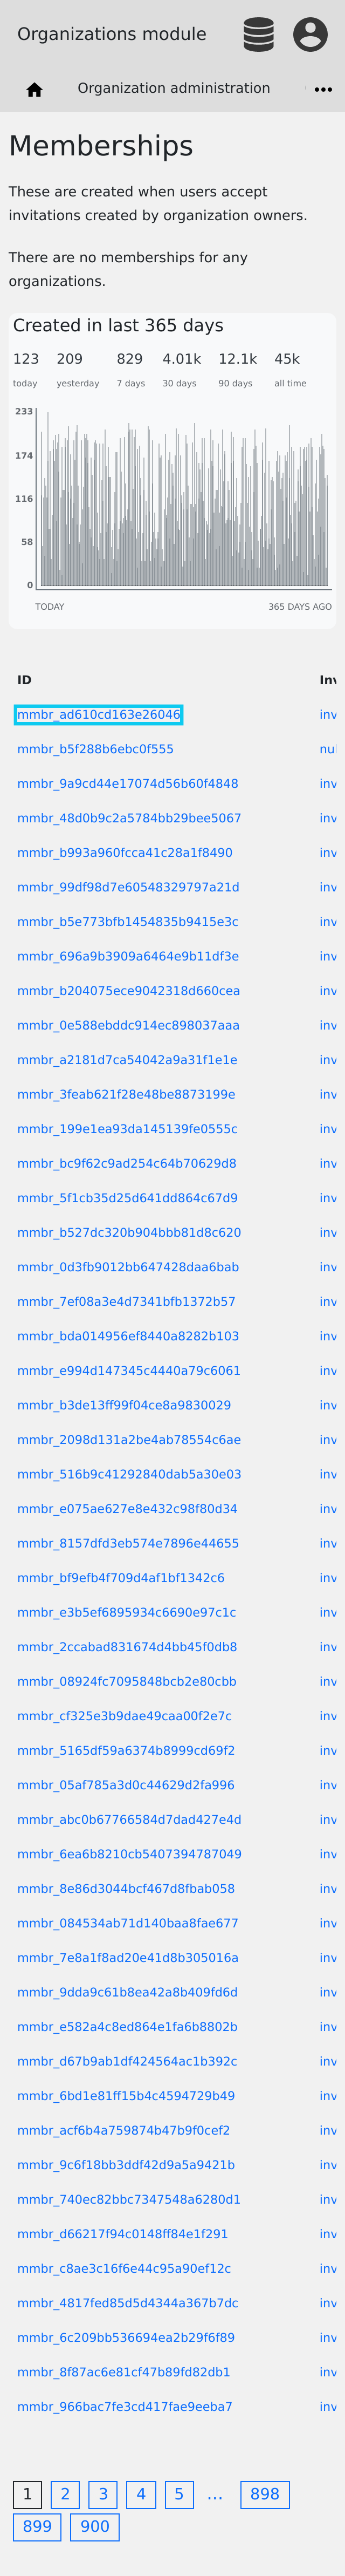 Organizations module
Organization administration
Memberships
These are created when users accept
invitations created by organization owners.
There are no memberships for any
organizations.
Created in last 365 days
123 209 829 4.01k 12.1k 45k
today yesterday 7 days 30 days 90 days all time
233
174
116
58
0
TODAY 365 DAYS AGO
ID Inv
mmbr_ad610cd163e26046 inv
mmbr_b5f288b6ebc0f555 nul
mmbr_9a9cd44e17074d56b60f4848 inv
mmbr_48d0b9c2a5784bb29bee5067 inv
mmbr_b993a960fcca41c28a1f8490 inv
mmbr_99df98d7e60548329797a21d inv
mmbr_b5e773bfb1454835b9415e3c inv
mmbr_696a9b3909a6464e9b11df3e inv
mmbr_b204075ece9042318d660cea inv
mmbr_0e588ebddc914ec898037aaa inv
mmbr_a2181d7ca54042a9a31f1e1e inv
mmbr_3feab621f28e48be8873199e inv
mmbr_199e1ea93da145139fe0555c inv
mmbr_bc9f62c9ad254c64b70629d8 inv
mmbr_5f1cb35d25d641dd864c67d9 inv
mmbr_b527dc320b904bbb81d8c620 inv
mmbr_0d3fb9012bb647428daa6bab inv
mmbr_7ef08a3e4d7341bfb1372b57 inv
mmbr_bda014956ef8440a8282b103 inv
mmbr_e994d147345c4440a79c6061 inv
mmbr_b3de13ff99f04ce8a9830029 inv
mmbr_2098d131a2be4ab78554c6ae inv
mmbr_516b9c41292840dab5a30e03 inv
mmbr_e075ae627e8e432c98f80d34 inv
mmbr_8157dfd3eb574e7896e44655 inv
mmbr_bf9efb4f709d4af1bf1342c6 inv
mmbr_e3b5ef6895934c6690e97c1c inv
mmbr_2ccabad831674d4bb45f0db8 inv
mmbr_08924fc7095848bcb2e80cbb inv
mmbr_cf325e3b9dae49caa00f2e7c inv
mmbr_5165df59a6374b8999cd69f2 inv
mmbr_05af785a3d0c44629d2fa996 inv
mmbr_abc0b67766584d7dad427e4d inv
mmbr_6ea6b8210cb5407394787049 inv
mmbr_8e86d3044bcf467d8fbab058 inv
mmbr_084534ab71d140baa8fae677 inv
mmbr_7e8a1f8ad20e41d8b305016a inv
mmbr_9dda9c61b8ea42a8b409fd6d inv
mmbr_e582a4c8ed864e1fa6b8802b inv
mmbr_d67b9ab1df424564ac1b392c inv
mmbr_6bd1e81ff15b4c4594729b49 inv
mmbr_acf6b4a759874b47b9f0cef2 inv
mmbr_9c6f18bb3ddf42d9a5a9421b inv
mmbr_740ec82bbc7347548a6280d1 inv
mmbr_d66217f94c0148ff84e1f291 inv
mmbr_c8ae3c16f6e44c95a90ef12c inv
mmbr_4817fed85d5d4344a367b7dc inv
mmbr_6c209bb536694ea2b29f6f89 inv
mmbr_8f87ac6e81cf47b89fd82db1 inv
mmbr_966bac7fe3cd417fae9eeba7 inv
1 2 3 4 5 … 898
899 900